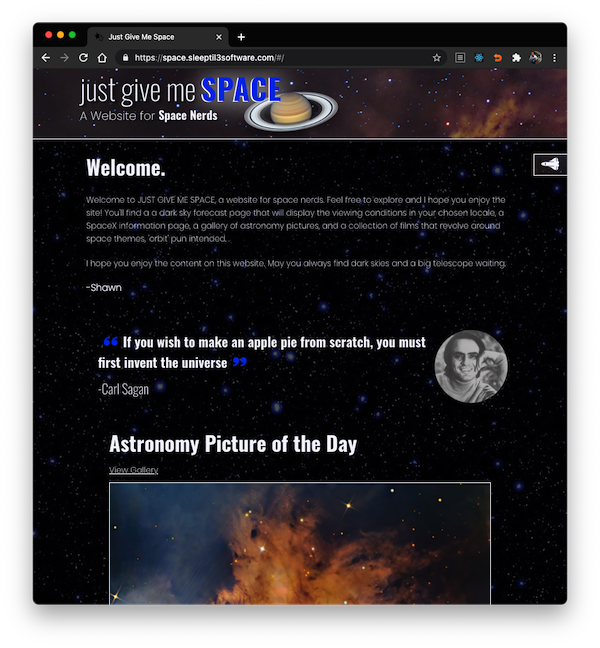 Just Give Me Space
https://space.sleeptil3software.com/#/
just give me SPACE
A Website for Space Nerds
Welcome.
Welcome to JUST GIVE ME SPACE, a website for space nerds. Feel free to explore and I hope you enjoy the
site! You'll find a a dark sky forecast page that will display the viewing conditions in your chosen locale, a
SpaceX information page, a gallery of astronomy pictures, and a collection of films that revolve around
space themes, 'orbit' pun intended. .
I hope you enjoy the content on this website, May you always find dark skies and a big telescope waiting.
-Shawn
“ If you wish to make an apple pie from scratch, you must
first invent the universe ”
-Carl Sagan
Astronomy Picture of the Day
View Gallery